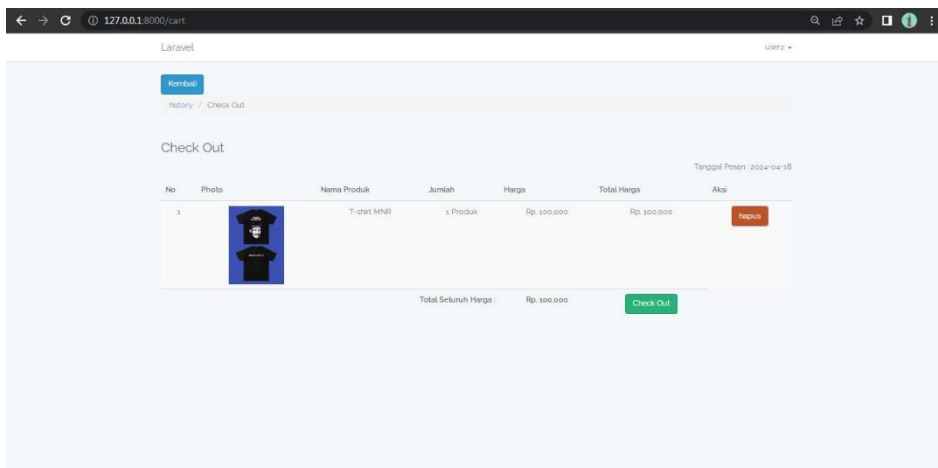 127.0.0.1:8000/cart
Laravel
user2
Kembali
history / Check Out
Check Out
Tanggal Pesan : 2024-04-18
No Photo Nama Produk Jumlah Harga Total Harga Aksi
1 T-shirt MNR 1 Produk Rp. 100.000 Rp. 100.000 hapus
Total Seluruh Harga : Rp. 100.000 Check Out